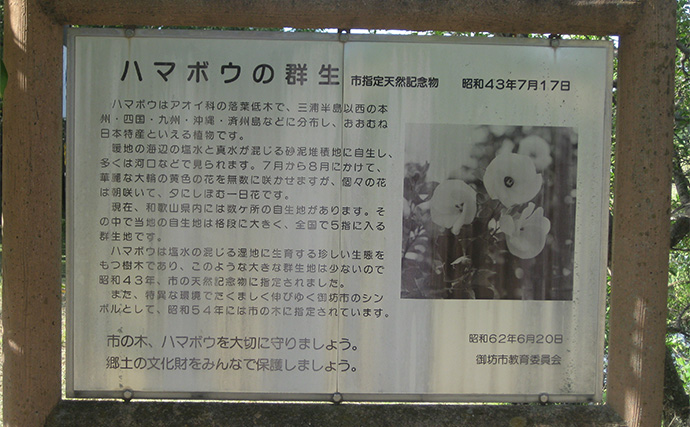 ハマボウの群生 市指定天然記念物 昭和43年7月17日
ハマボウはアオイ科の落葉低木で、三浦半島以西の本
州・四国・九州・沖縄・済州島などに分布し、おおむね
日本特産といえる植物です。
暖地の海辺の塩水と真水が混じる砂泥堆積地に自生し、
多くは河口などで見られます。7月から8月にかけて、
華麗な大輪の黄色の花を無数に咲かせますが、個々の花
は朝咲いて、夕にしぼむ一日花です。
現在、和歌山県内には数ケ所の自生地があります。そ
の中で当地の自生地は格段に大きく、全国で5指に入る
群生地です。
ハマボウは塩水の混じる湿地に生育する珍しい生態を
もつ樹木であり、このような大きな群生地は少ないので
昭和43年、市の天然記念物に指定されました。
また、特異な環境でたくましく伸びゆく御坊市のシン
ボルとして、昭和54年には市の木に指定されています。
市の木、ハマボウを大切に守りましょう。
郷土の文化財をみんなで保護しましょう。
昭和62年6月20日
御坊市教育委員会